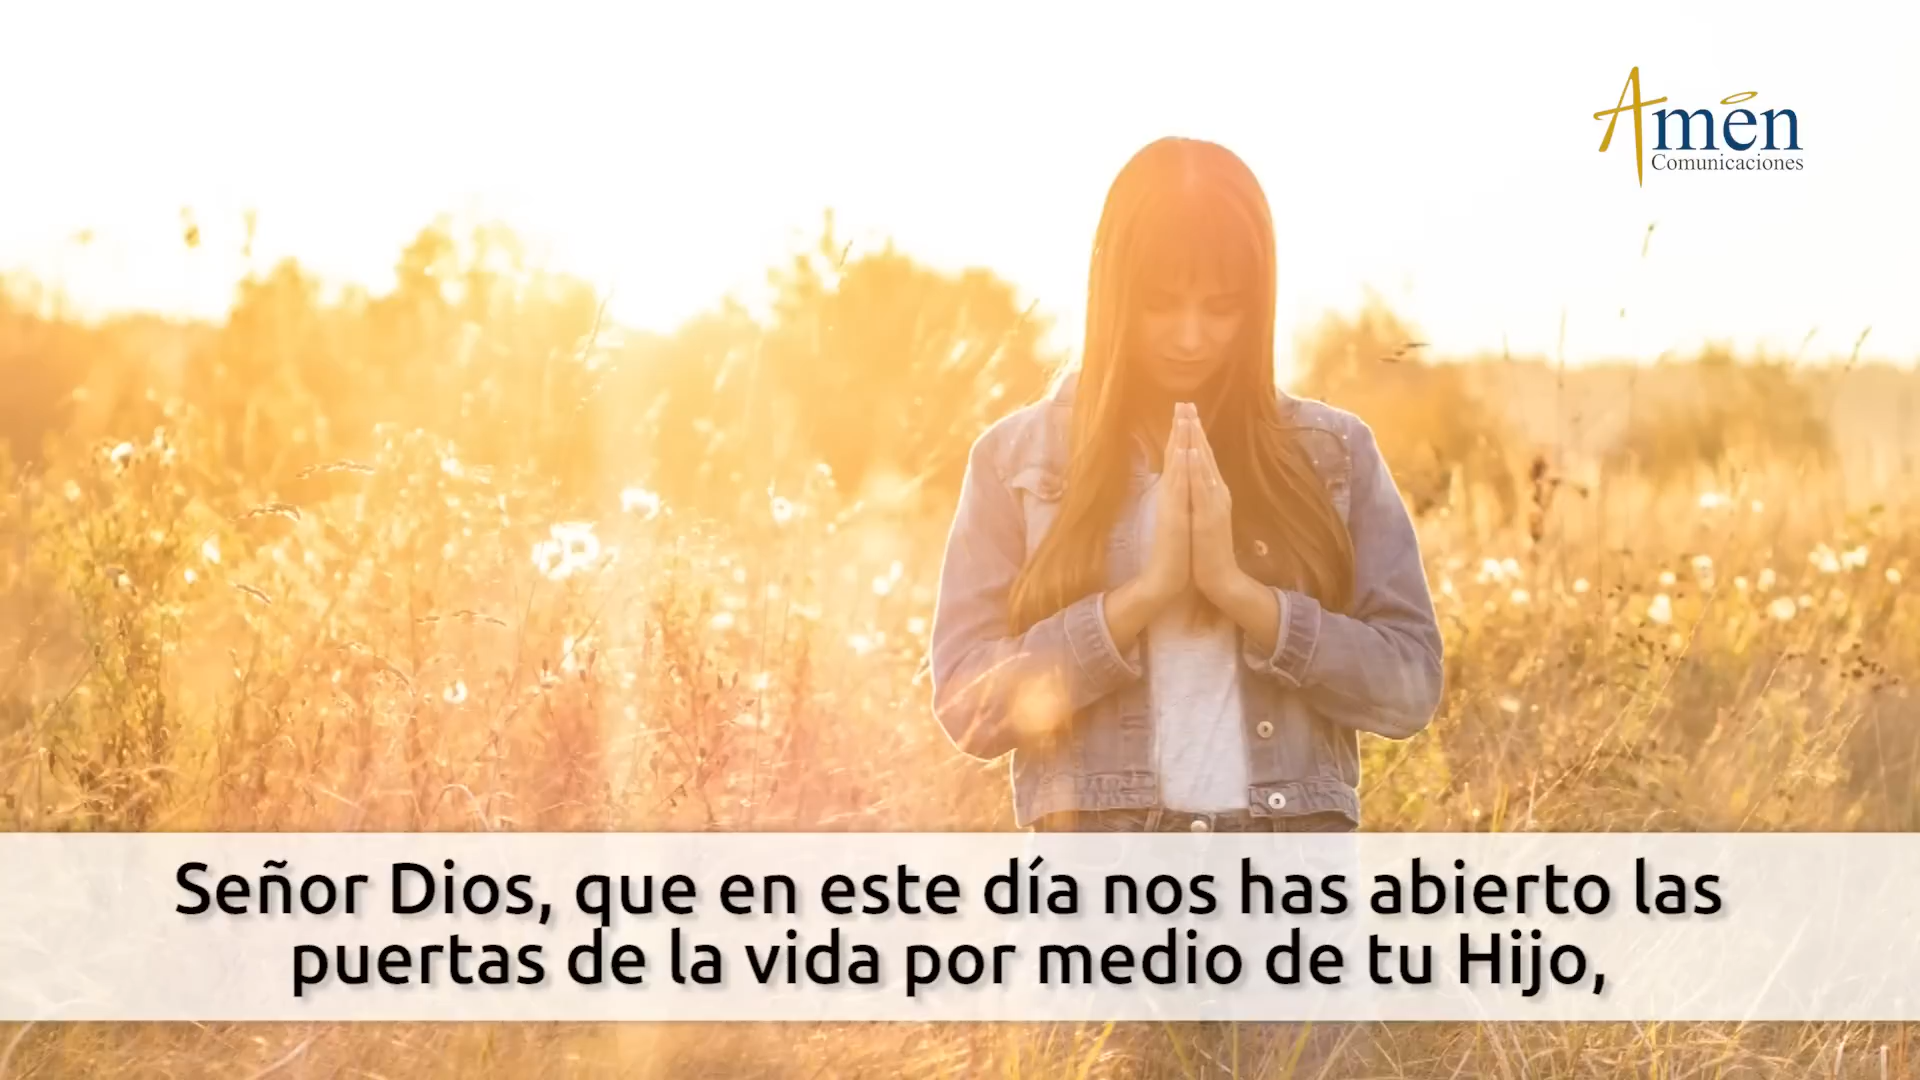 Amén
Comunicaciones
Señor Dios, que en este día nos has abierto las
puertas de la vida por medio de tu Hijo,